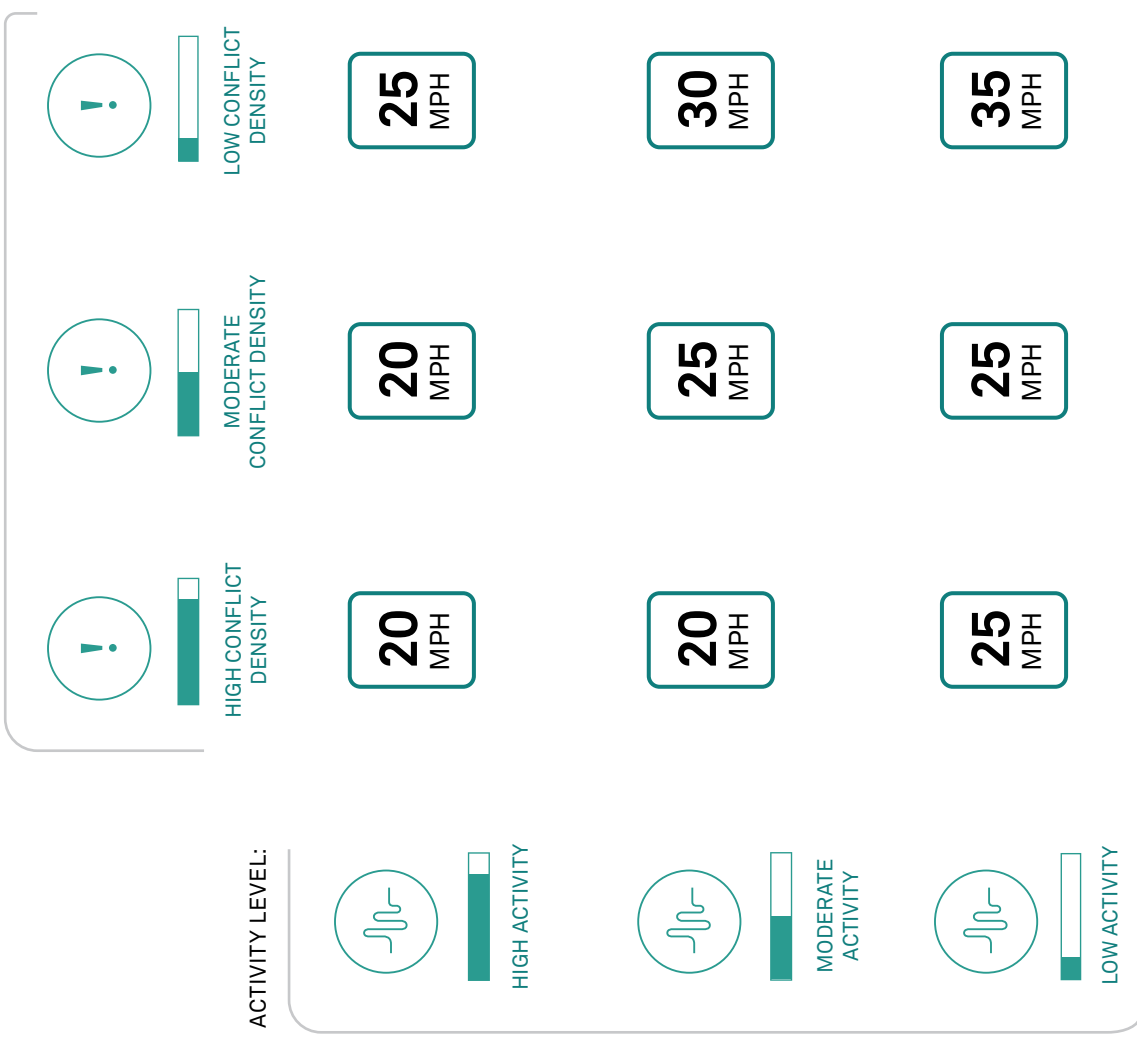 HIGH CONFLICT
DENSITY
MODERATE
CONFLICT DENSITY
LOW CONFLICT
DENSITY
ACTIVITY LEVEL:
HIGH ACTIVITY
20
MPH
20
MPH
25
MPH
MODERATE
ACTIVITY
20
MPH
25
MPH
30
MPH
LOW ACTIVITY
25
MPH
25
MPH
35
MPH